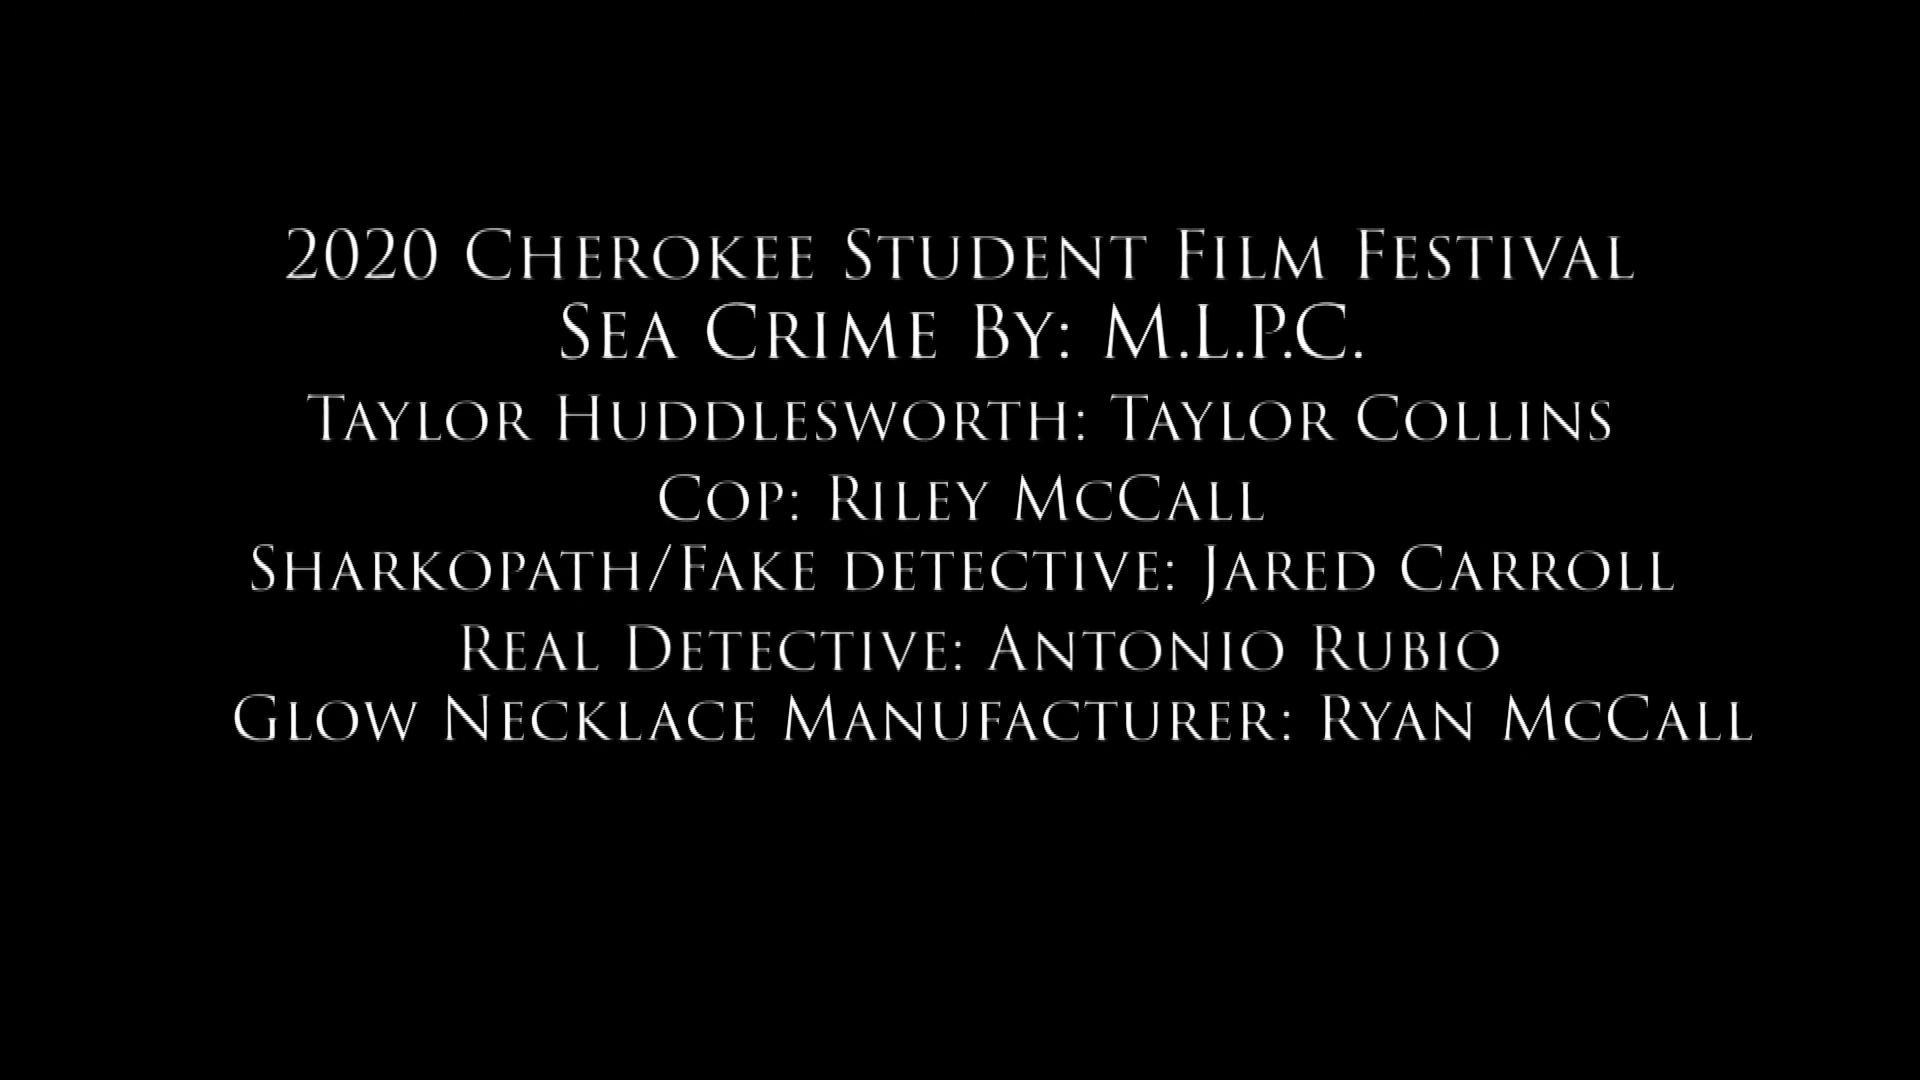 2020 Cherokee Student Film Festival
Sea Crime By: M.L.P.C.
Taylor Huddlesworth: Taylor Collins
Cop: Riley McCall
Sharkopath/Fake detective: Jared Carroll
Real Detective: Antonio Rubio
Glow Necklace Manufacturer: Ryan McCall